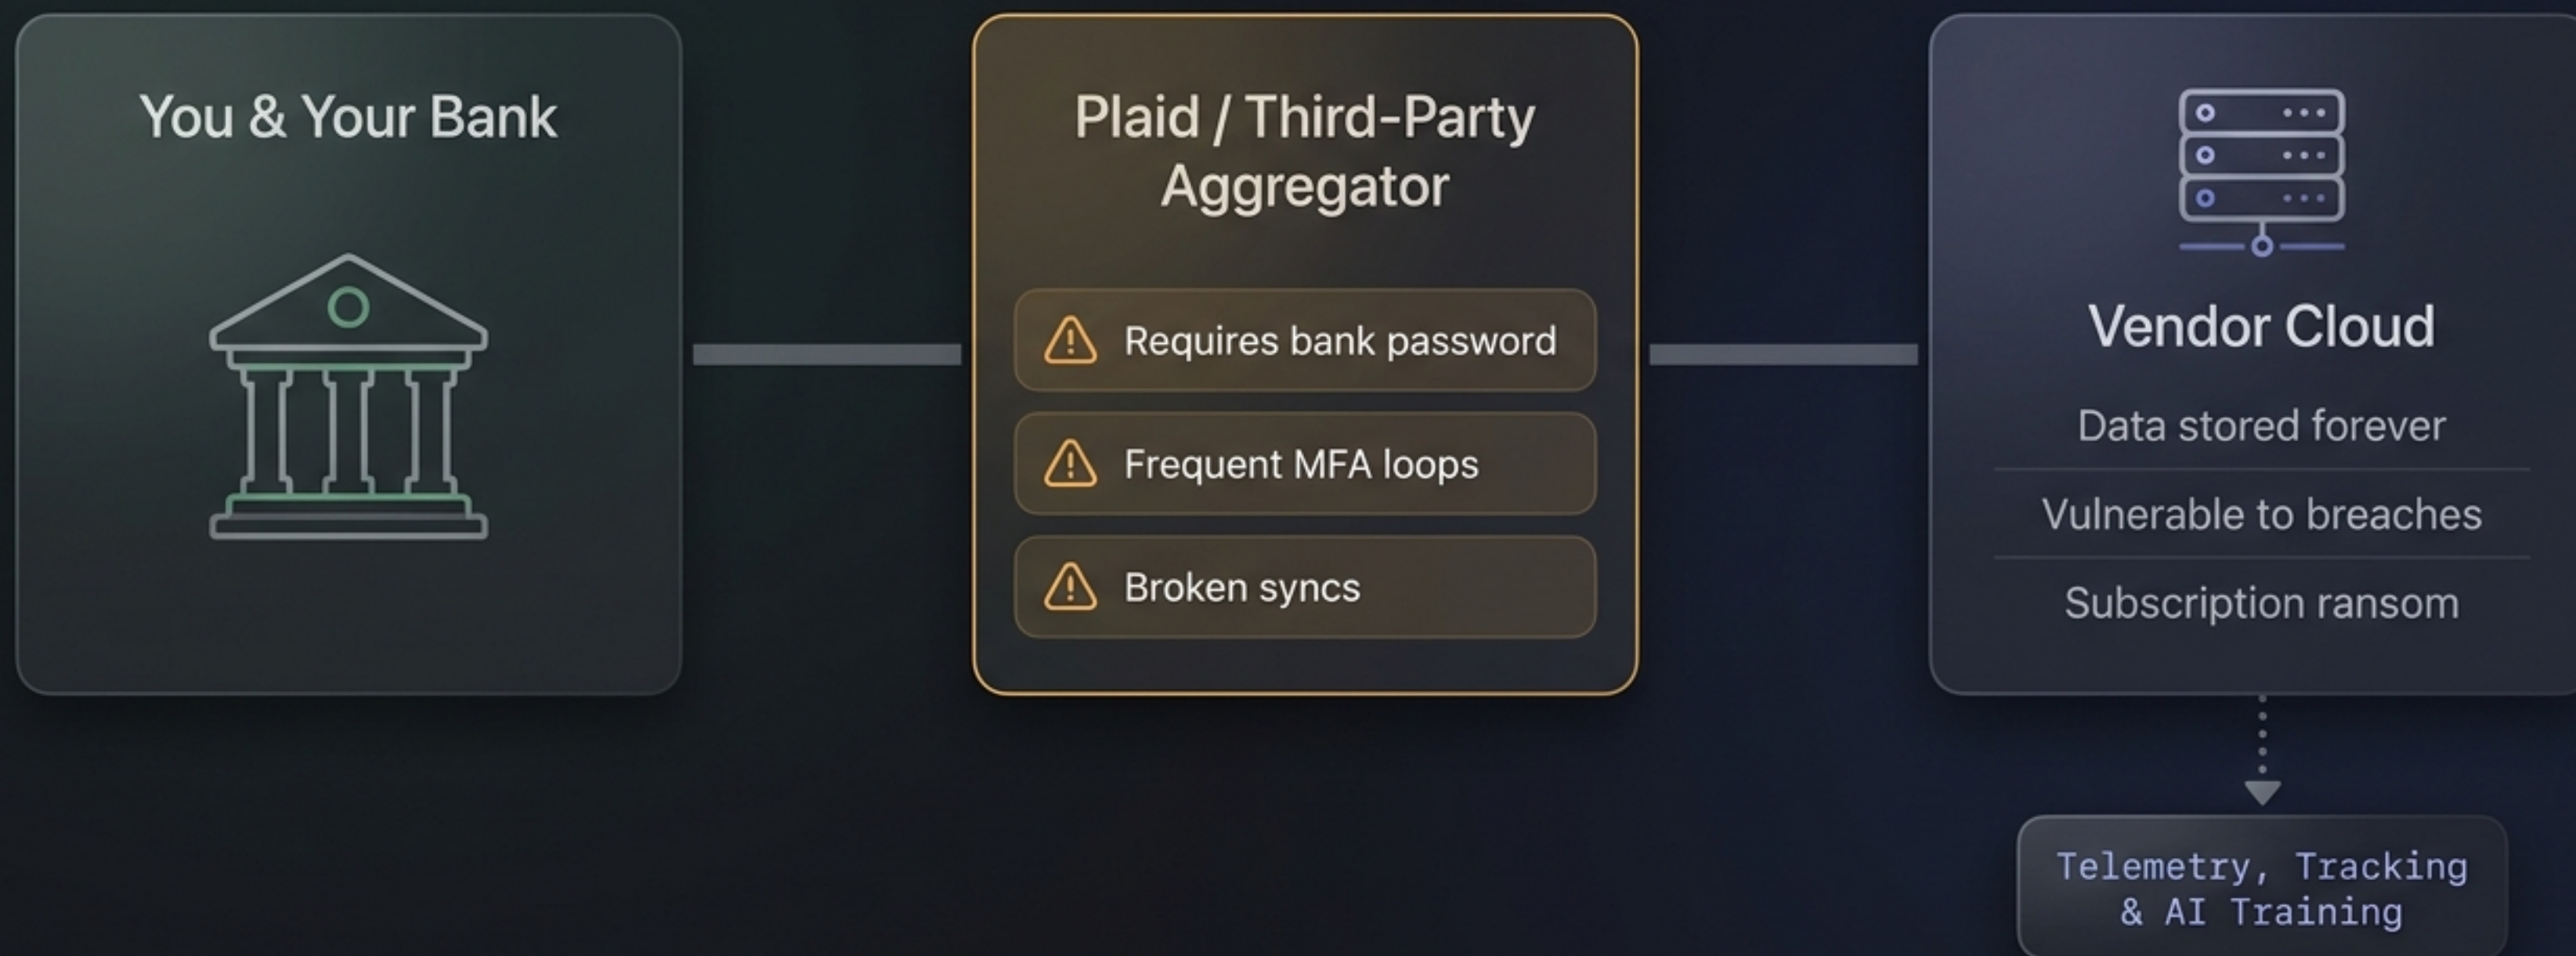 You & Your Bank
Plaid / Third-Party
Aggregator
Requires bank password
Frequent MFA loops
Broken syncs
Vendor Cloud
Data stored forever
Vulnerable to breaches
Subscription ransom
Telemetry, Tracking
& AI Training